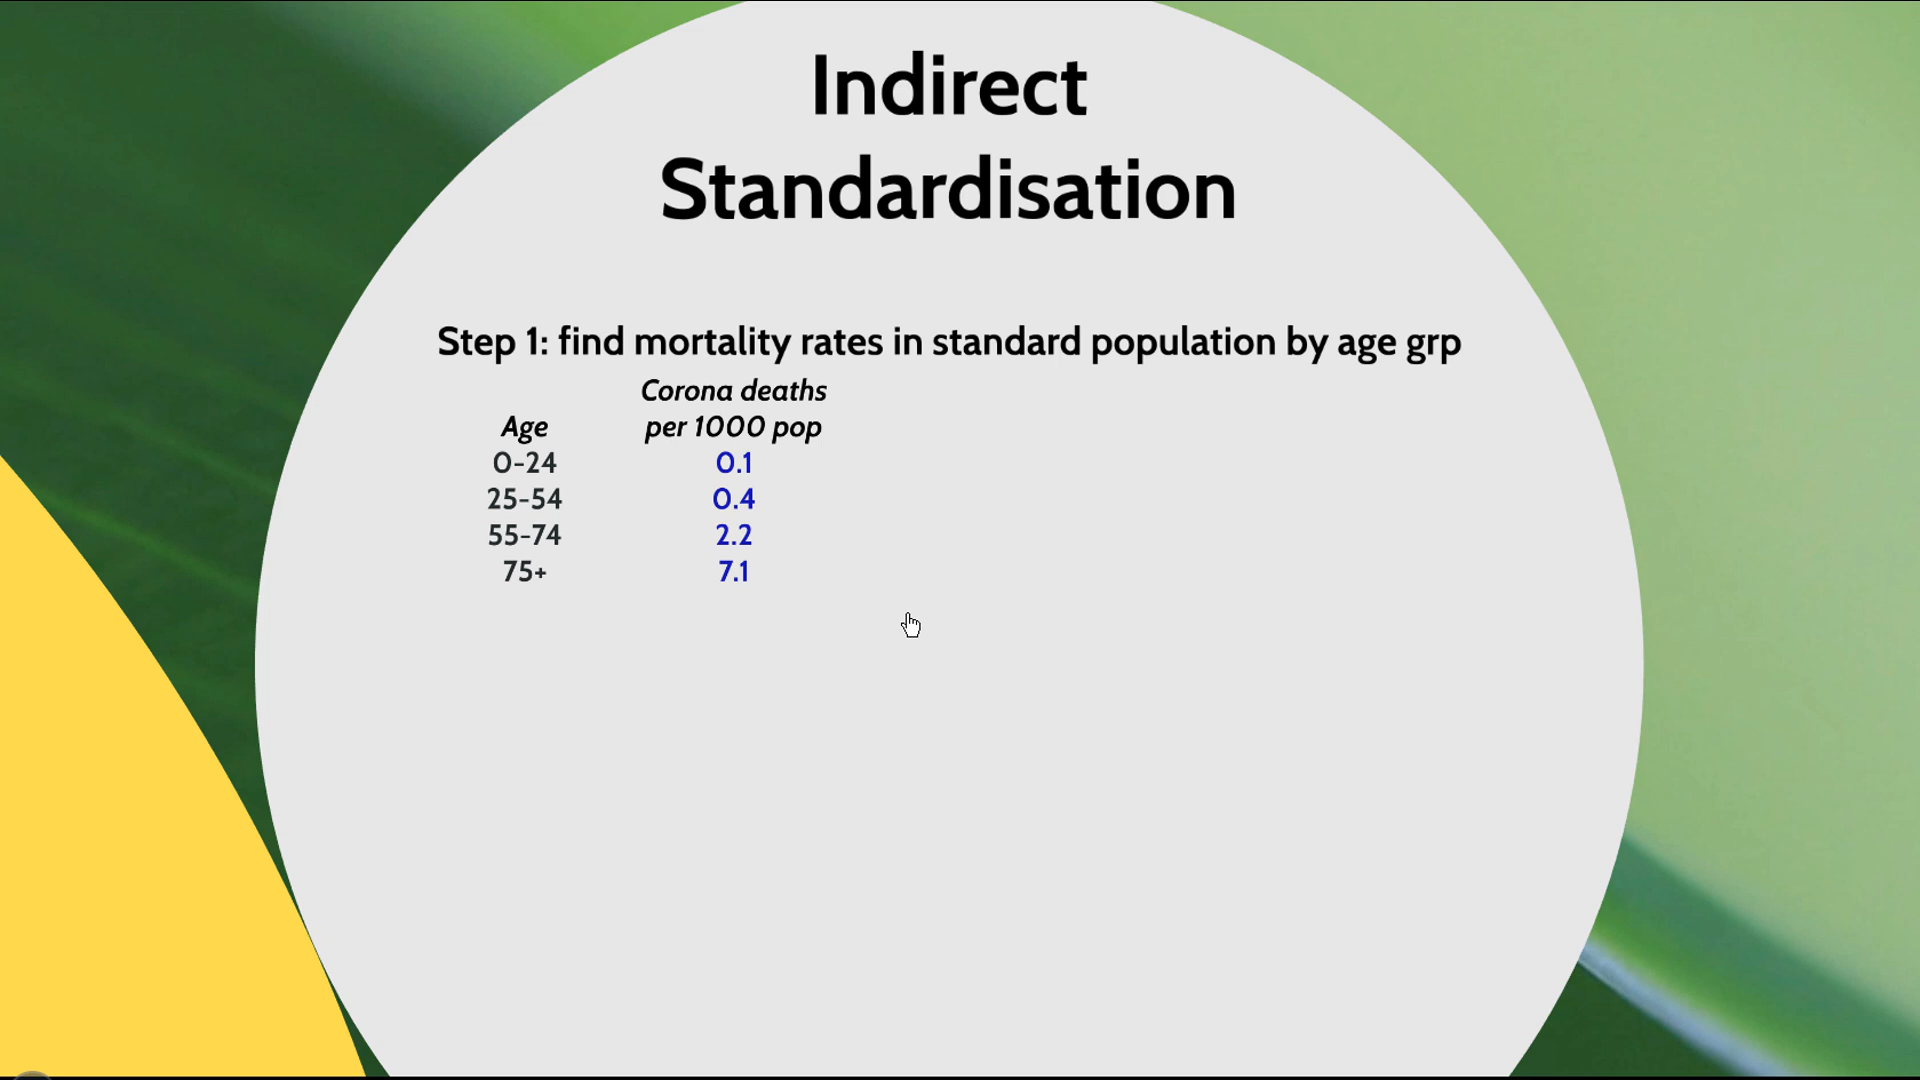 Indirect
Standardisation
Step 1: find mortality rates in standard population by age grp
Corona deaths
Age per 1000 pop
0-24 0.1
25-54 0.4
55-74 2.2
75+ 7.1